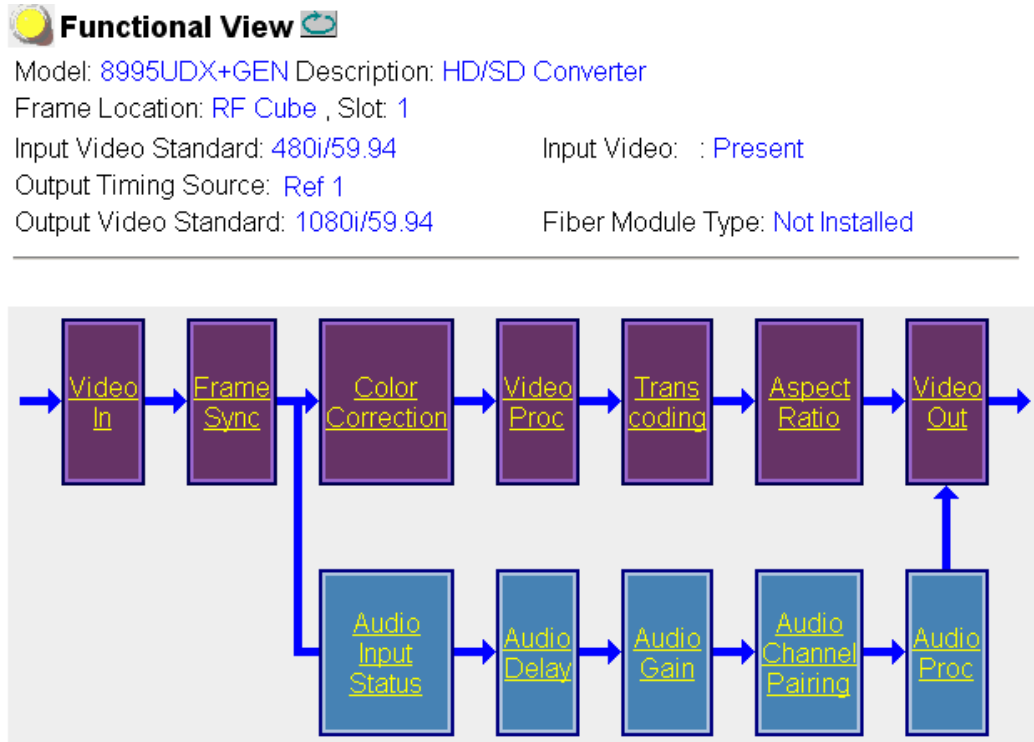 Functional View
Model: 8995UDX+GEN Description: HD/SD Converter
Frame Location: RF Cube , Slot: 1
Input Video Standard: 480i/59.94 Input Video: : Present
Output Timing Source: Ref 1
Output Video Standard: 1080i/59.94 Fiber Module Type: Not Installed
Video
In
Frame
Sync
Color
Correction
Video
Proc
Trans
coding
Aspect
Ratio
Video
Out
Audio
Input
Status
Audio
Delay
Audio
Gain
Audio
Channel
Pairing
Audio
Proc